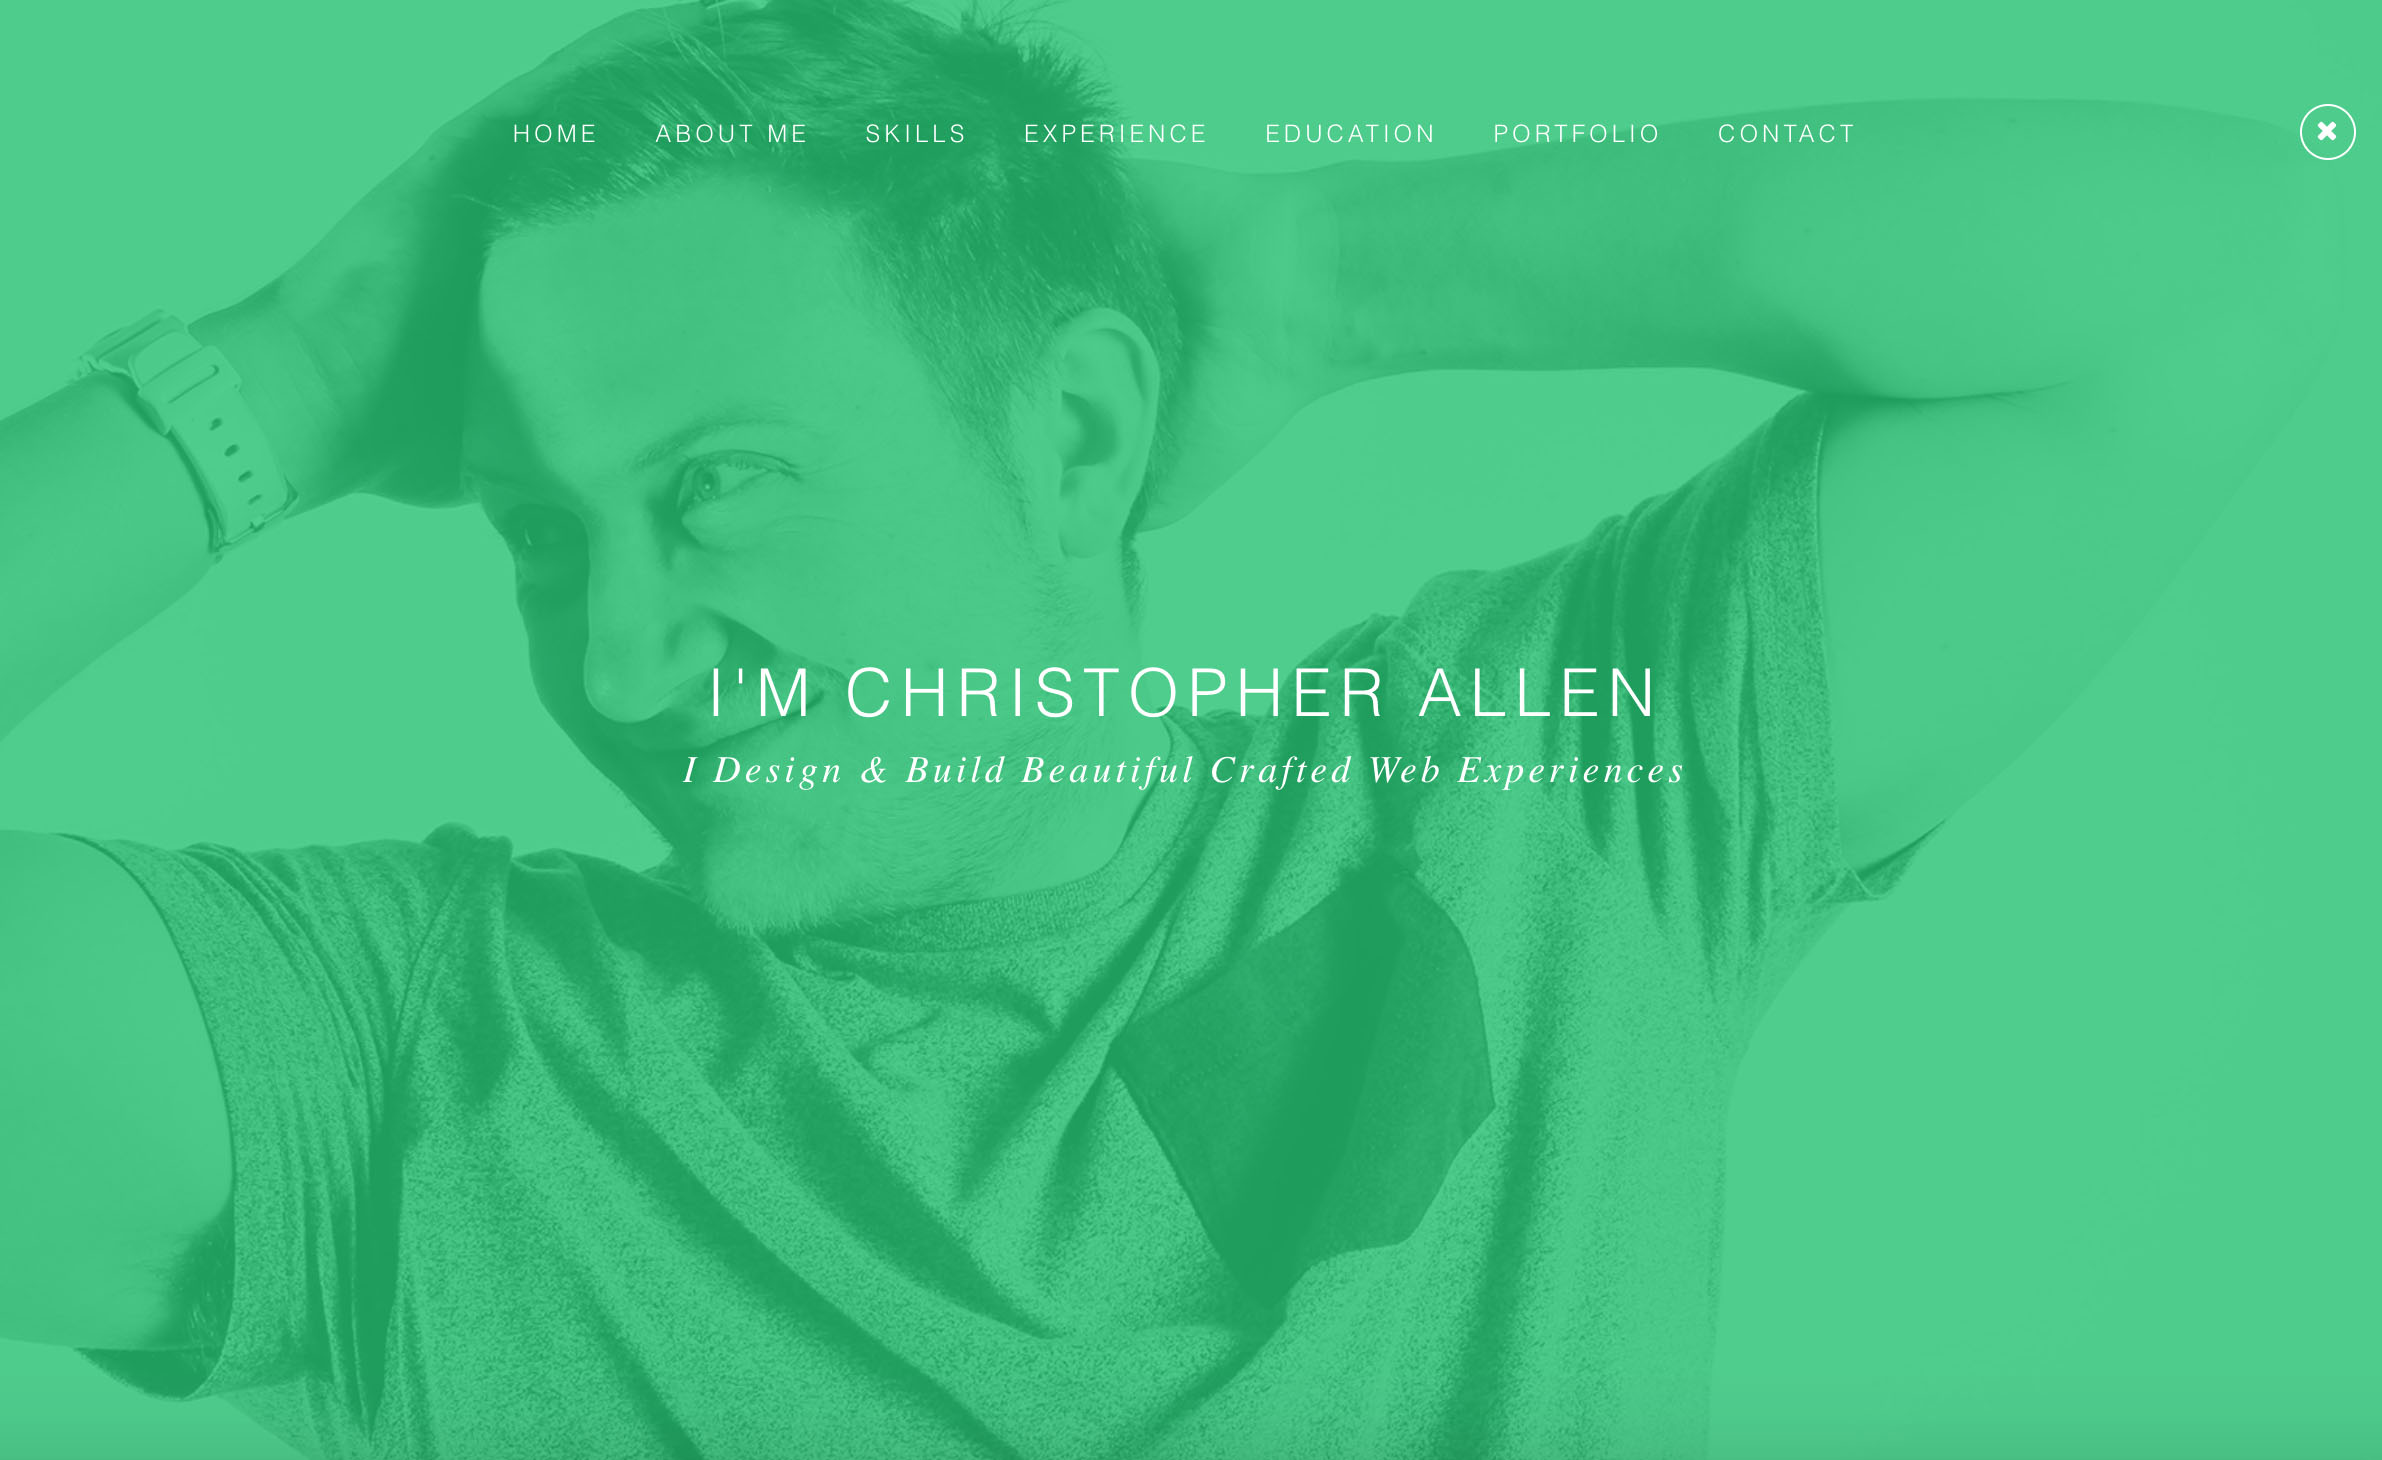 HOME ABOUT ME SKILLS EXPERIENCE EDUCATION PORTFOLIO CONTACT
I'M CHRISTOPHER ALLEN
I Design & Build Beautiful Crafted Web Experiences